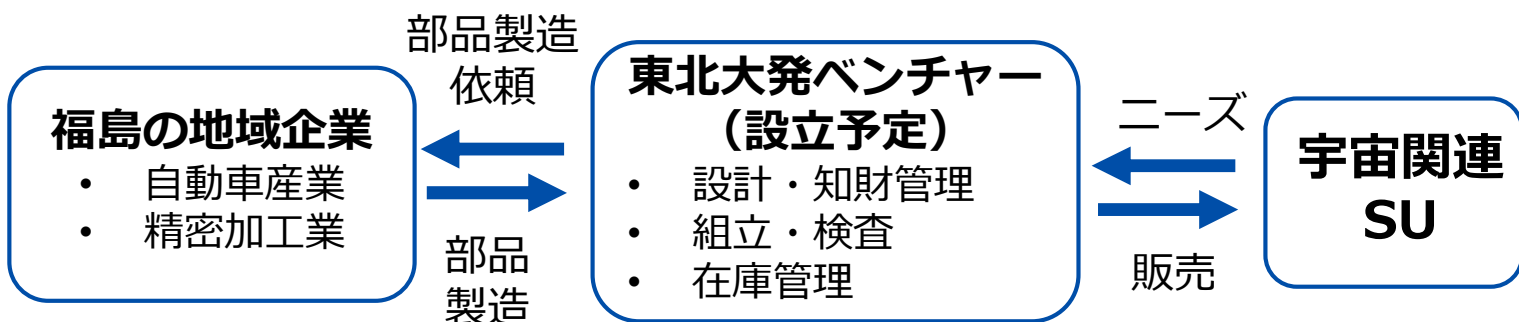 部品製造
依頼
福島の地域企業
• 自動車産業
• 精密加工業
部品
製造
東北大発ベンチャー
（設立予定）
• 設計・知財管理
• 組立・検査
• 在庫管理
ニーズ
販売
宇宙関連
SU